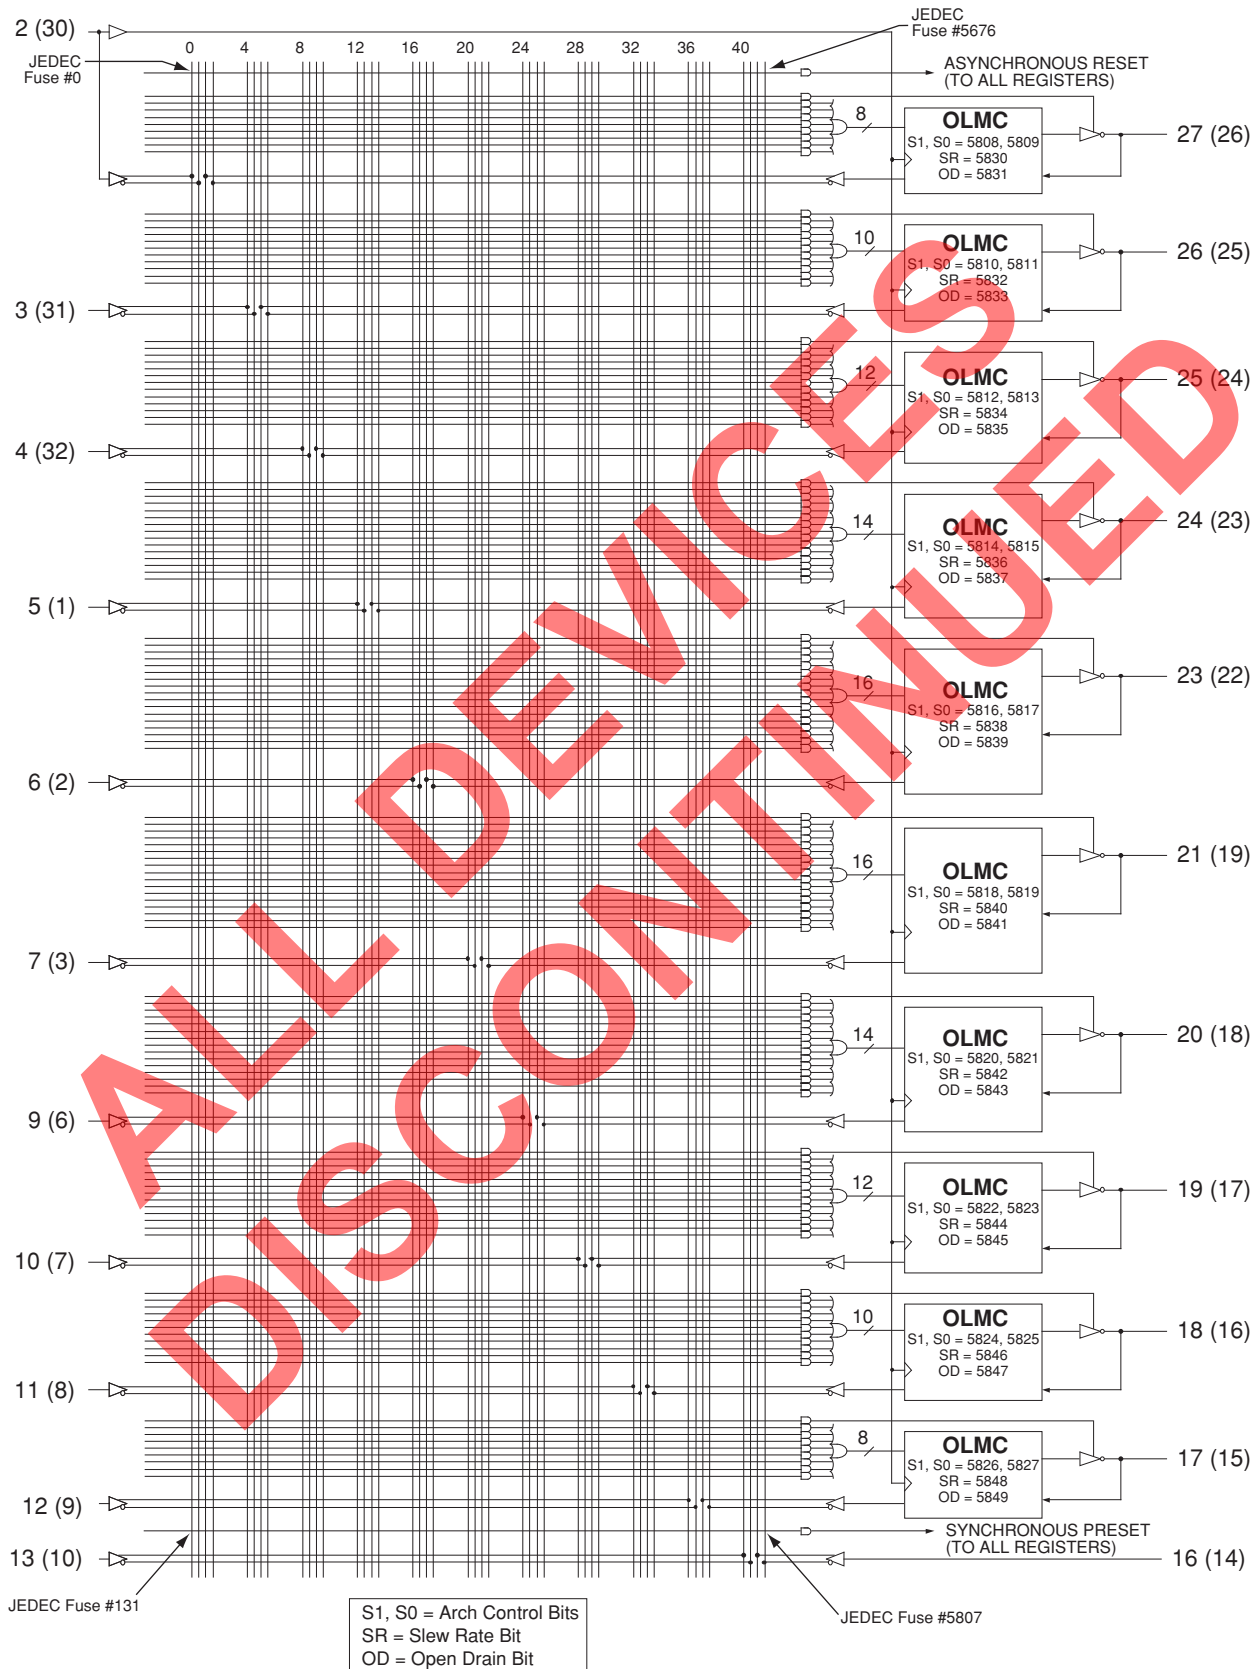 2 (30)
JEDEC
Fuse #0
0 4 8 12 16 20 24 28 32 36 40
JEDEC
Fuse #5676
ASYNCHRONOUS RESET
(TO ALL REGISTERS)
8
OLMC
S1, S0 = 5808, 5809
SR = 5830
OD = 5831
27 (26)
10
OLMC
S1, S0 = 5810, 5811
SR = 5832
OD = 5833
26 (25)
3 (31)
12
OLMC
S1, S0 = 5812, 5813
SR = 5834
OD = 5835
25 (24)
4 (32)
14
OLMC
S1, S0 = 5814, 5815
SR = 5836
OD = 5837
24 (23)
5 (1)
16
OLMC
S1, S0 = 5816, 5817
SR = 5838
OD = 5839
23 (22)
6 (2)
16
OLMC
S1, S0 = 5818, 5819
SR = 5840
OD = 5841
21 (19)
7 (3)
14
OLMC
S1, S0 = 5820, 5821
SR = 5842
OD = 5843
20 (18)
9 (6)
12
OLMC
S1, S0 = 5822, 5823
SR = 5844
OD = 5845
19 (17)
10 (7)
10
OLMC
S1, S0 = 5824, 5825
SR = 5846
OD = 5847
18 (16)
11 (8)
8
OLMC
S1, S0 = 5826, 5827
SR = 5848
OD = 5849
17 (15)
12 (9)
SYNCHRONOUS PRESET
(TO ALL REGISTERS)
13 (10)
16 (14)
JEDEC Fuse #131
JEDEC Fuse #5807
S1, S0 = Arch Control Bits
SR = Slew Rate Bit
OD = Open Drain Bit
ALL DEVICES
DISCONTINUED